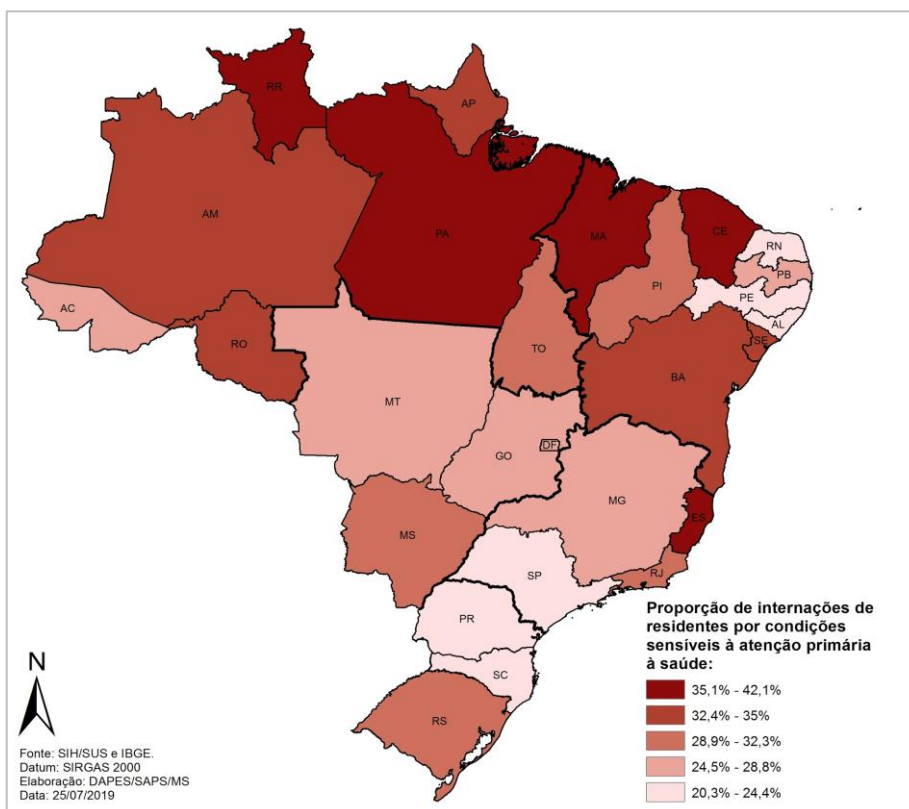 RR
AP
AM
PA
MA
CE
RN
PB
PI
PE
AL
AC
SE
TO
RO
BA
MT
DF
GO
MG
ES
MS
SP
RJ
PR
SC
RS
Proporção de internações de
residentes por condições
sensíveis à atenção primária
à saúde:
35,1% - 42,1%
32,4% - 35%
28,9% - 32,3%
24,5% - 28,8%
20,3% - 24,4%
N
Fonte: SIH/SUS e IBGE.
Datum: SIRGAS 2000
Elaboração: DAPES/SAPS/MS
Data: 25/07/2019